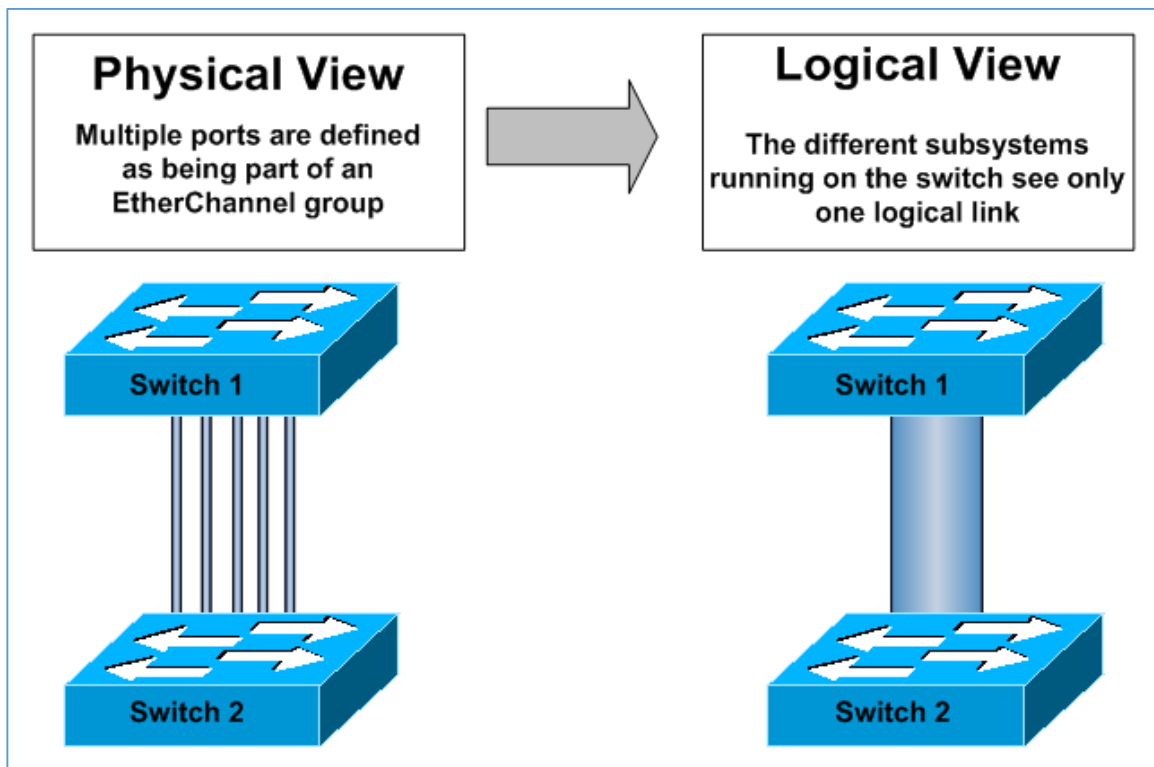 Physical View
Multiple ports are defined
as being part of an
EtherChannel group
Logical View
The different subsystems
running on the switch see only
one logical link
Switch 1
Switch 2
Switch 1
Switch 2